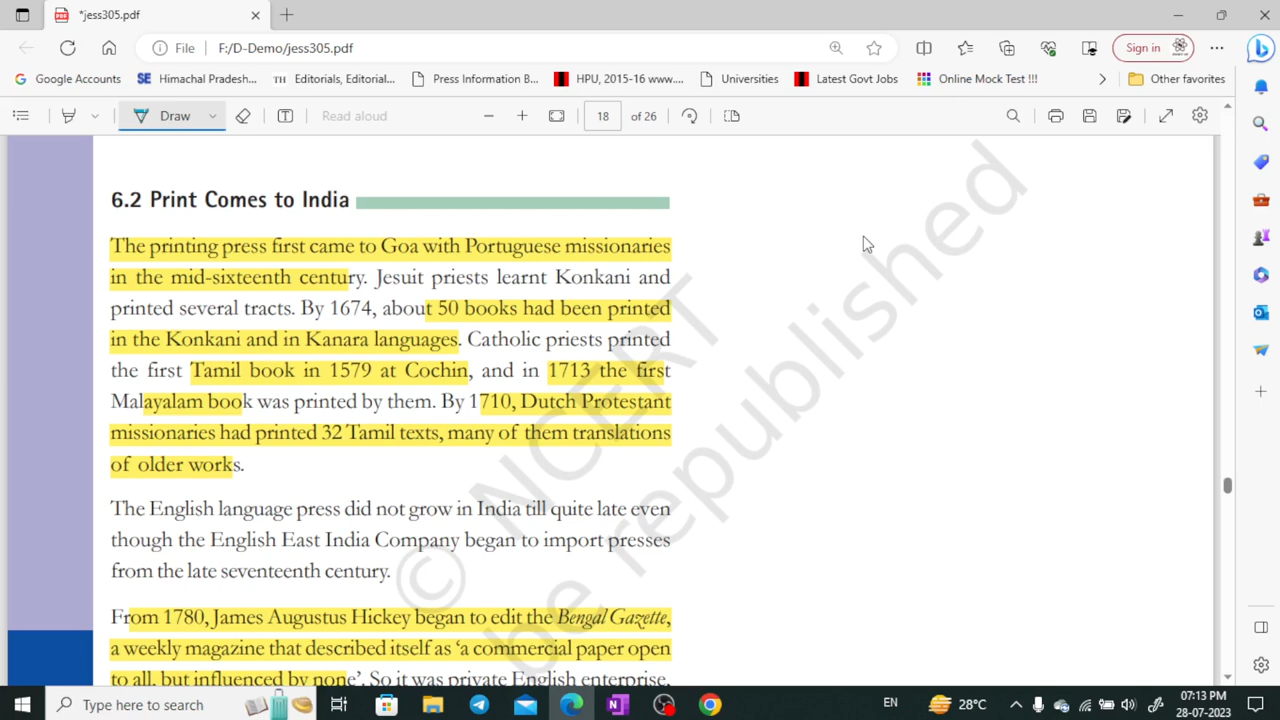 *jess305.pdf
File F:/D-Demo/jess305.pdf Sign in
Google Accounts Himachal Pradesh... Editorials, Editorial... Press Information B... HPU, 2015-16 www.... Universities Latest Govt Jobs Online Mock Test !!! Other favorites
Draw Read aloud 18 of 26
6.2 Print Comes to India
The printing press first came to Goa with Portuguese missionaries
in the mid-sixteenth century. Jesuit priests learnt Konkani and
printed several tracts. By 1674, about 50 books had been printed
in the Konkani and in Kanara languages. Catholic priests printed
the first Tamil book in 1579 at Cochin, and in 1713 the first
Malayalam book was printed by them. By 1710, Dutch Protestant
missionaries had printed 32 Tamil texts, many of them translations
of older works.
The English language press did not grow in India till quite late even
though the English East India Company began to import presses
from the late seventeenth century.
From 1780, James Augustus Hickey began to edit the Bengal Gazette,
a weekly magazine that described itself as ‘a commercial paper open
to all, but influenced by none’. So it was private English enterprise,
© NCERT
be republished
Type here to search EN 28°C 07:13 PM
28-07-2023